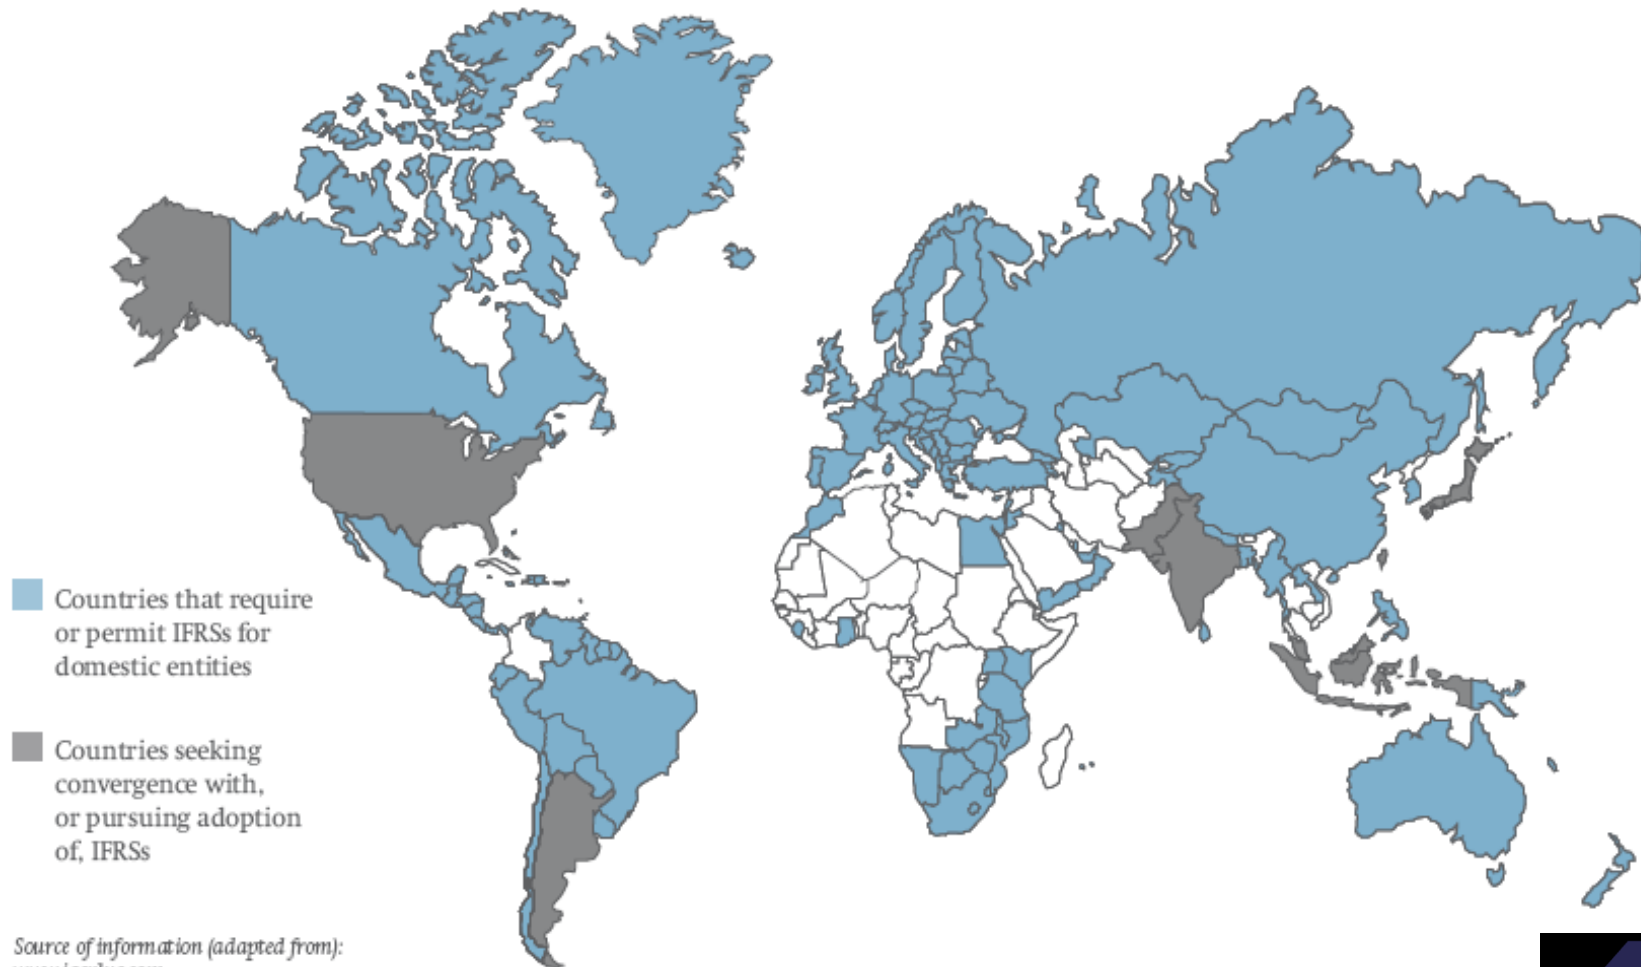 Countries that require
or permit IFRSs for
domestic entities
Countries seeking
convergence with,
or pursuing adoption
of, IFRSs
Source of information (adapted from):